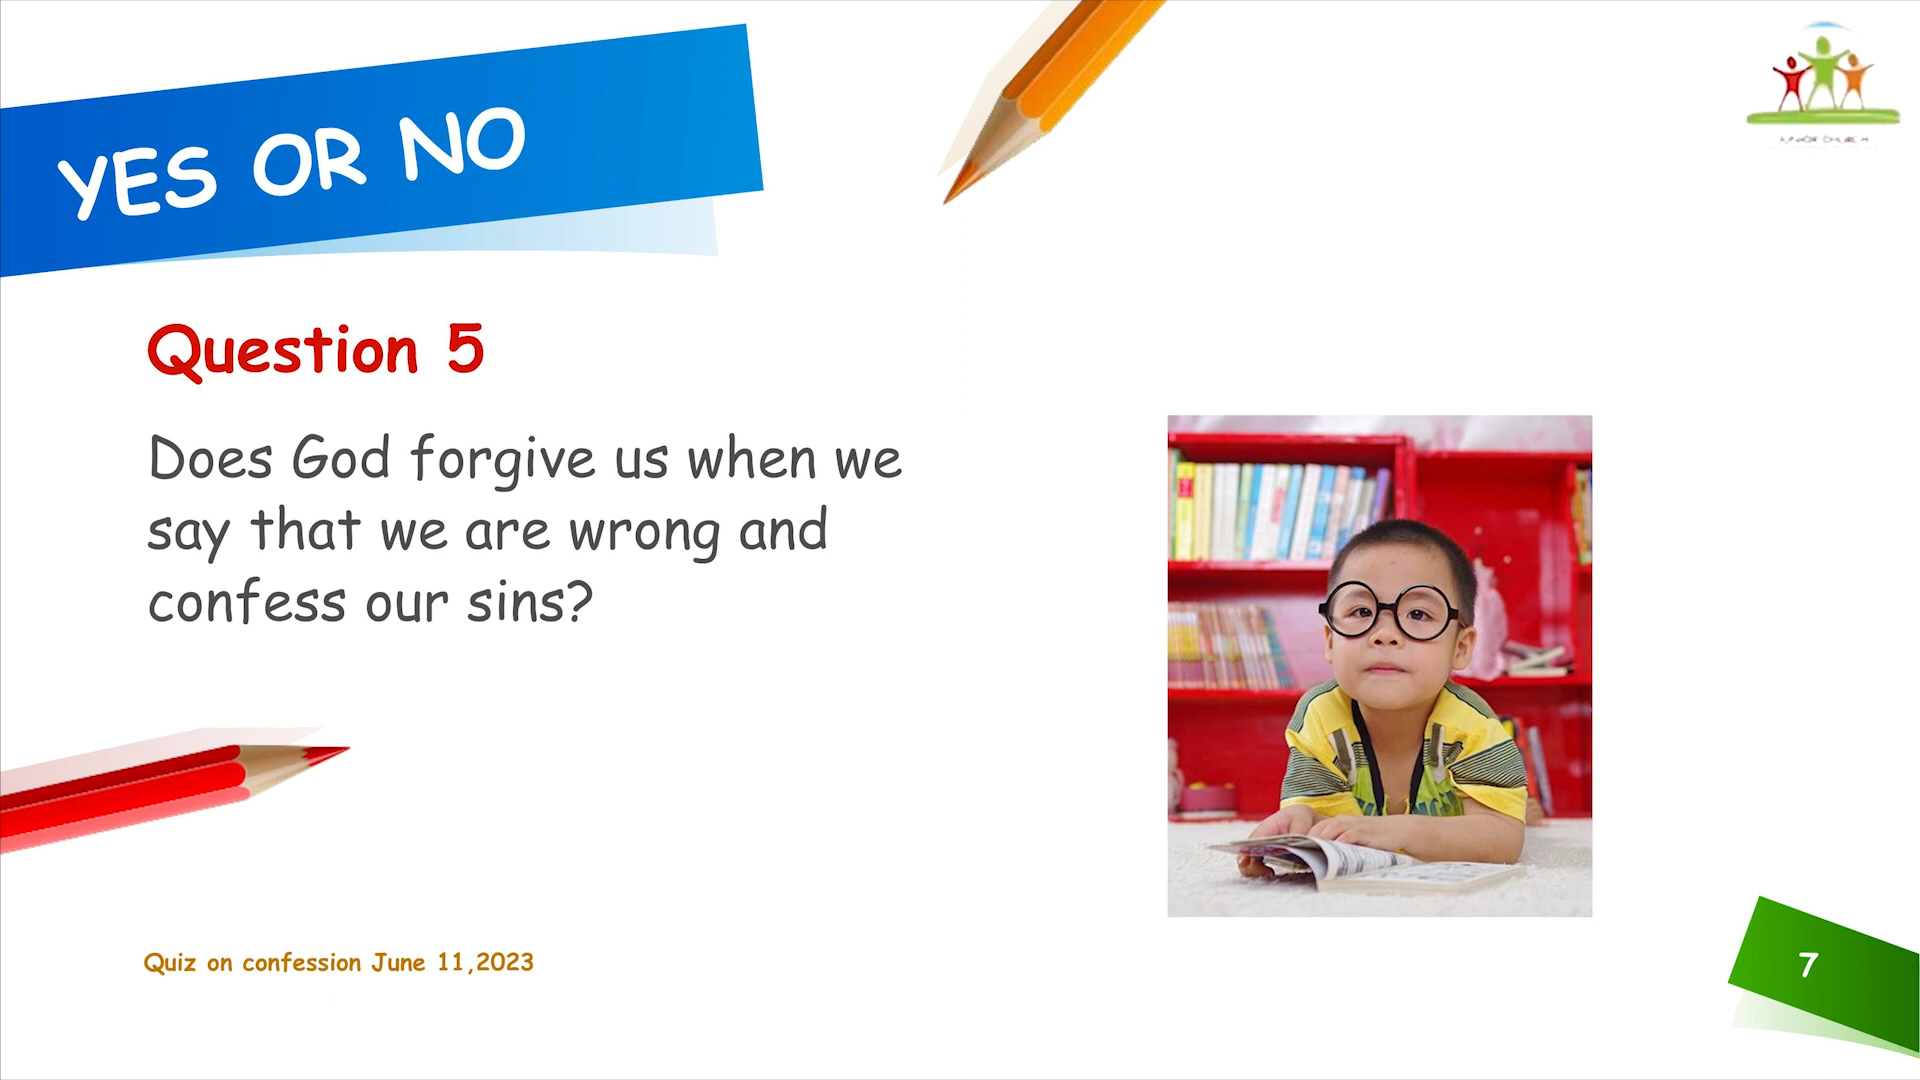 YES OR NO
Question 5
Does God forgive us when we
say that we are wrong and
confess our sins?
Quiz on confession June 11,2023
7